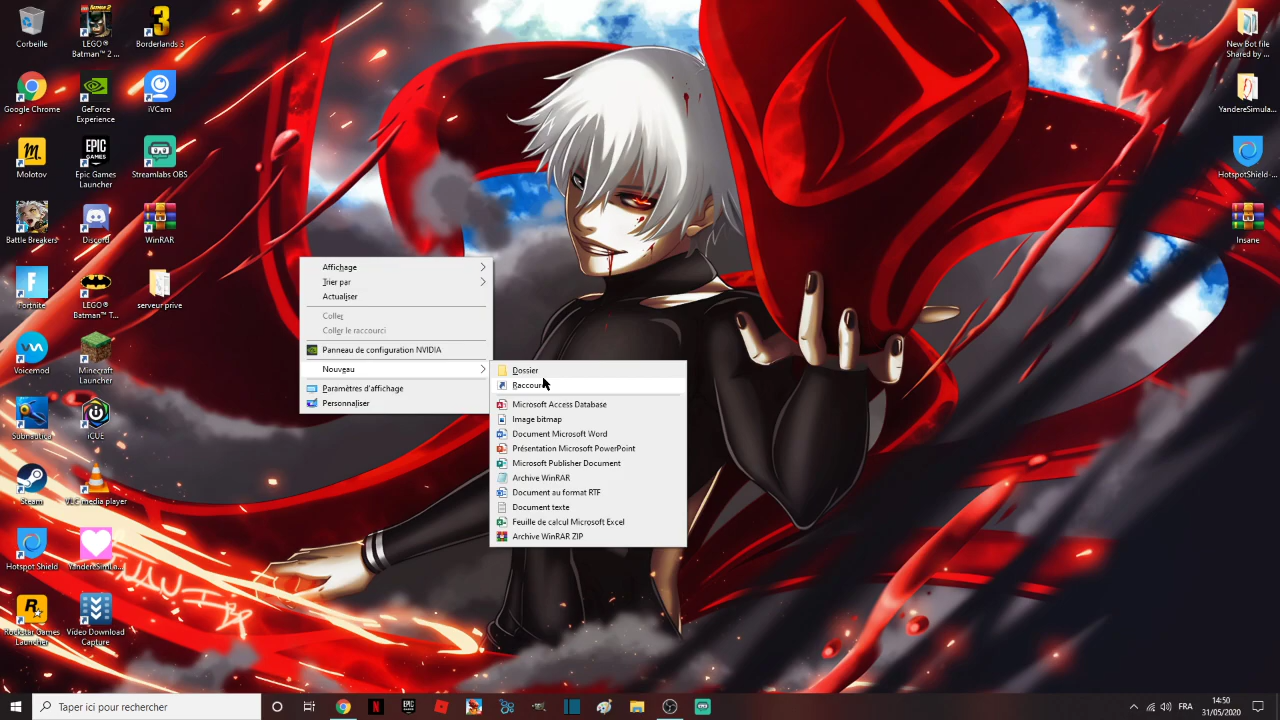 Corbeille
LEGO®
Batman™ 2 ...
Borderlands 3
Google Chrome
GeForce
Experience
iVCam
Molotov
EPIC
GAMES
Epic Games
Launcher
Streamlabs OBS
Battle Breakers
Discord
WinRAR
Fortnite
LEGO®
Batman™ T...
serveur prive
Voicemod
Minecraft
Launcher
Subnautica
iCUE
Steam
VLC media player
Hotspot Shield
YandereSimLa...
Rockstar Games
Launcher
Video Download
Capture
New Bot file
Shared by ...
YandereSimula...
HotspotShield-...
Insane
Affichage
Trier par
Actualiser
Coller
Coller le raccourci
Panneau de configuration NVIDIA
Nouveau
Paramètres d'affichage
Personnaliser
Dossier
Microsoft Access Database
Image bitmap
Document Microsoft Word
Présentation Microsoft PowerPoint
Microsoft Publisher Document
Archive WinRAR
Document au format RTF
Document texte
Feuille de calcul Microsoft Excel
Archive WinRAR ZIP
Taper ici pour rechercher
FRA
14:50
31/05/2020